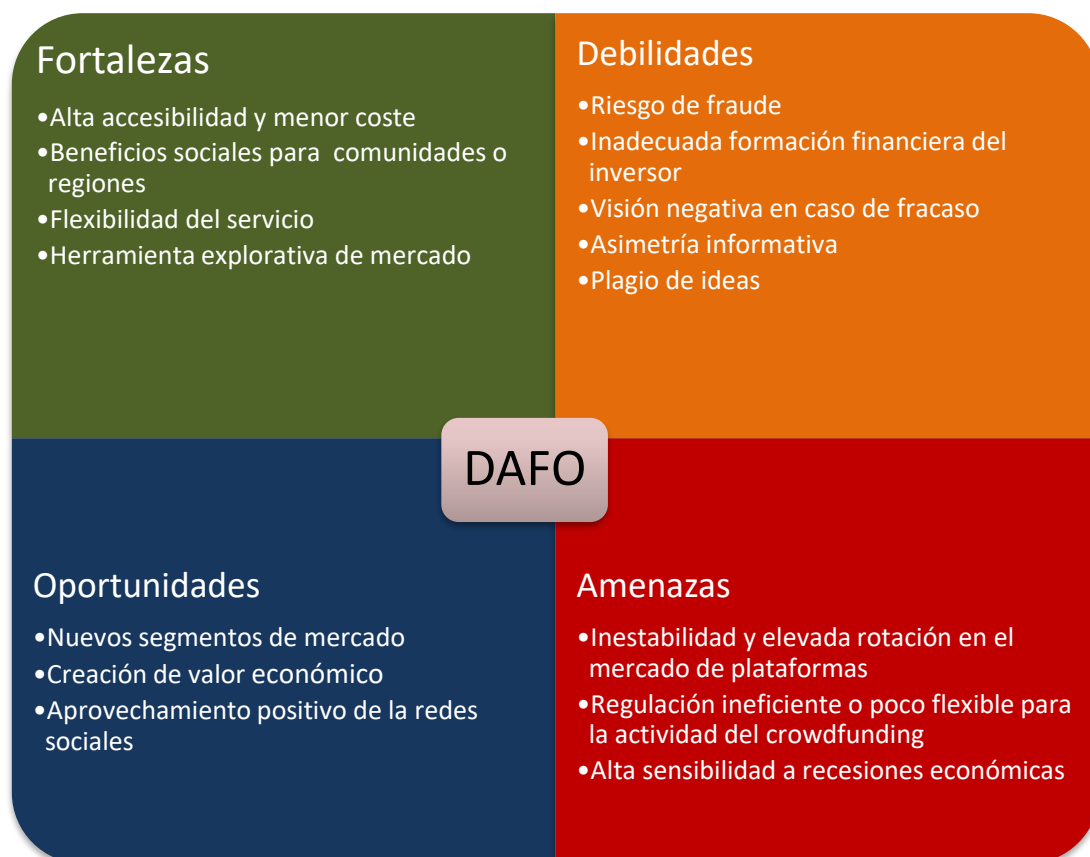 Fortalezas
•Alta accesibilidad y menor coste
•Beneficios sociales para comunidades o
regiones
•Flexibilidad del servicio
•Herramienta explorativa de mercado
Debilidades
•Riesgo de fraude
•Inadecuada formación financiera del
inversor
•Visión negativa en caso de fracaso
•Asimetría informativa
•Plagio de ideas
DAFO
Oportunidades
•Nuevos segmentos de mercado
•Creación de valor económico
•Aprovechamiento positivo de la redes
sociales
Amenazas
•Inestabilidad y elevada rotación en el
mercado de plataformas
•Regulación ineficiente o poco flexible para
la actividad del crowdfunding
•Alta sensibilidad a recesiones económicas